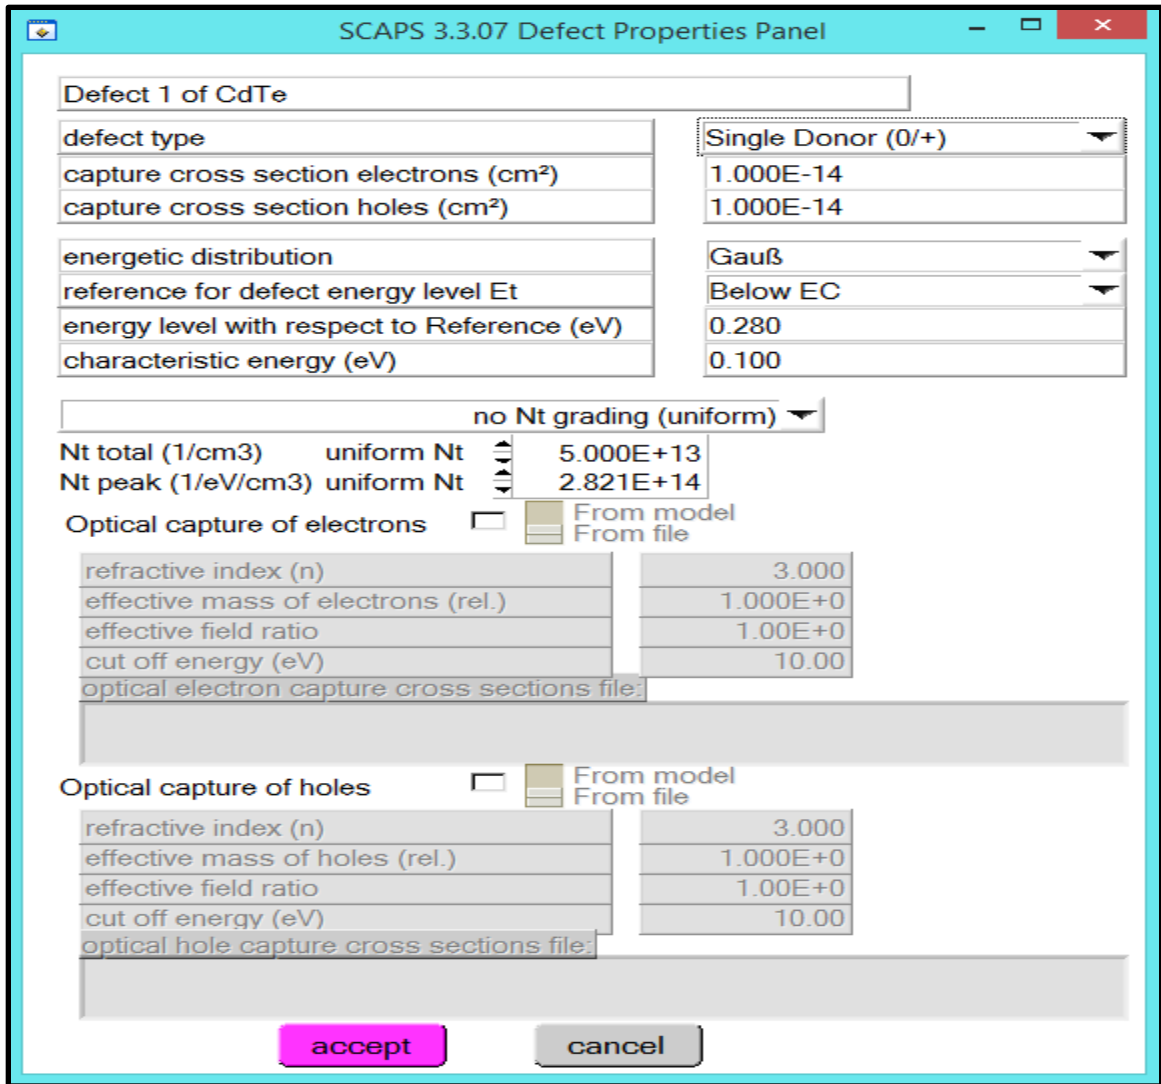 SCAPS 3.3.07 Defect Properties Panel
Defect 1 of CdTe
defect type Single Donor (0/+)
capture cross section electrons (cm²) 1.000E-14
capture cross section holes (cm²) 1.000E-14
energetic distribution Gauß
reference for defect energy level Et Below EC
energy level with respect to Reference (eV) 0.280
characteristic energy (eV) 0.100
no Nt grading (uniform)
Nt total (1/cm3) uniform Nt 5.000E+13
Nt peak (1/eV/cm3) uniform Nt 2.821E+14
Optical capture of electrons From model
From file
refractive index (n) 3.000
effective mass of electrons (rel.) 1.000E+0
effective field ratio 1.00E+0
cut off energy (eV) 10.00
optical electron capture cross sections file:
Optical capture of holes From model
From file
refractive index (n) 3.000
effective mass of holes (rel.) 1.000E+0
effective field ratio 1.00E+0
cut off energy (eV) 10.00
optical hole capture cross sections file:
accept cancel